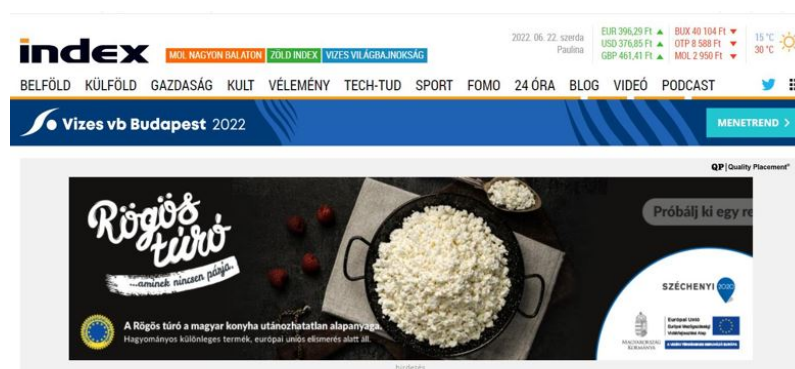 index
MOL NAGYON BALATON ZÖLD INDEX VIZES VILÁGBAJNOKSÁG
2022. 06. 22. szerda
Paulina
EUR 396,29 Ft ▲ BUX 40 104 Ft ▼
USD 376,85 Ft ▲ OTP 8 588 Ft ▼
GBP 461,41 Ft ▲ MOL 2 950 Ft ▼
15 °C
30 °C
BELFÖLD KÜLFÖLD GAZDASÁG KULT VÉLEMÉNY TECH-TUD SPORT FOMO 24 ÓRA BLOG VIDEÓ PODCAST
Vizes vb Budapest 2022
MENETREND >
QP | Quality Placement®
Rögös
túró
...aminek nincsen párja.
Próbálj ki egy re
SZÉCHENYI 2020
A Rögös túró a magyar konyha utánozhatatlan alapanyaga.
Hagyományos különleges termék, európai uniós elismerés alatt áll.
MAGYARORSZÁG
KORMÁNYA
Európai Unió